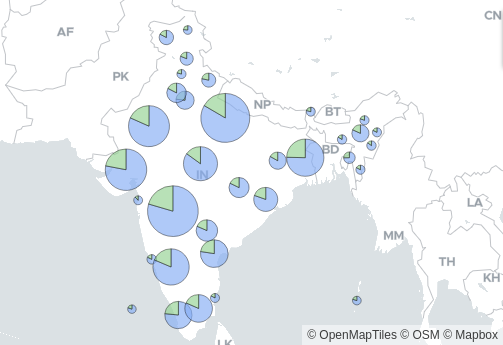 CN
AF
PK
NP
BT
BD
IN
MM
LA
TH
KH
LK
© OpenMapTiles © OSM © Mapbox